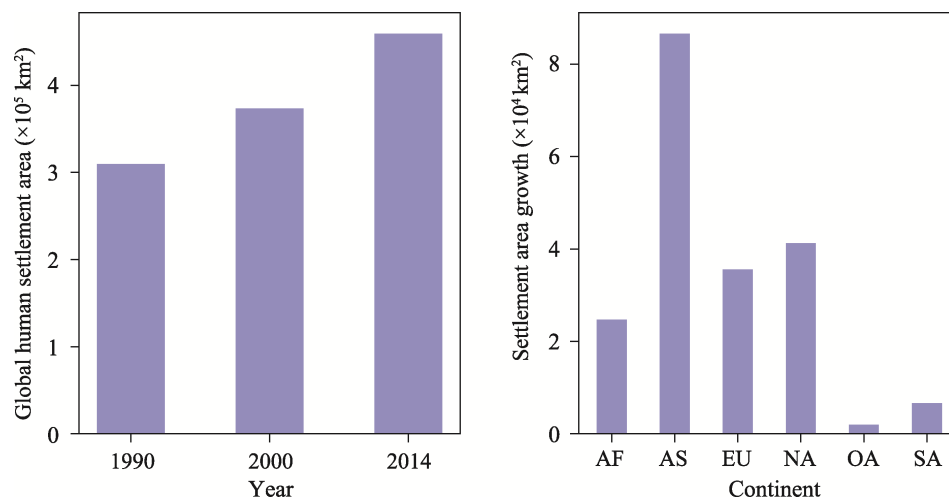 Global human settlement area (×10⁵ km²)
4
3
2
1
0
1990 2000 2014
Year
Settlement area growth (×10⁴ km²)
8
6
4
2
0
AF AS EU NA OA SA
Continent